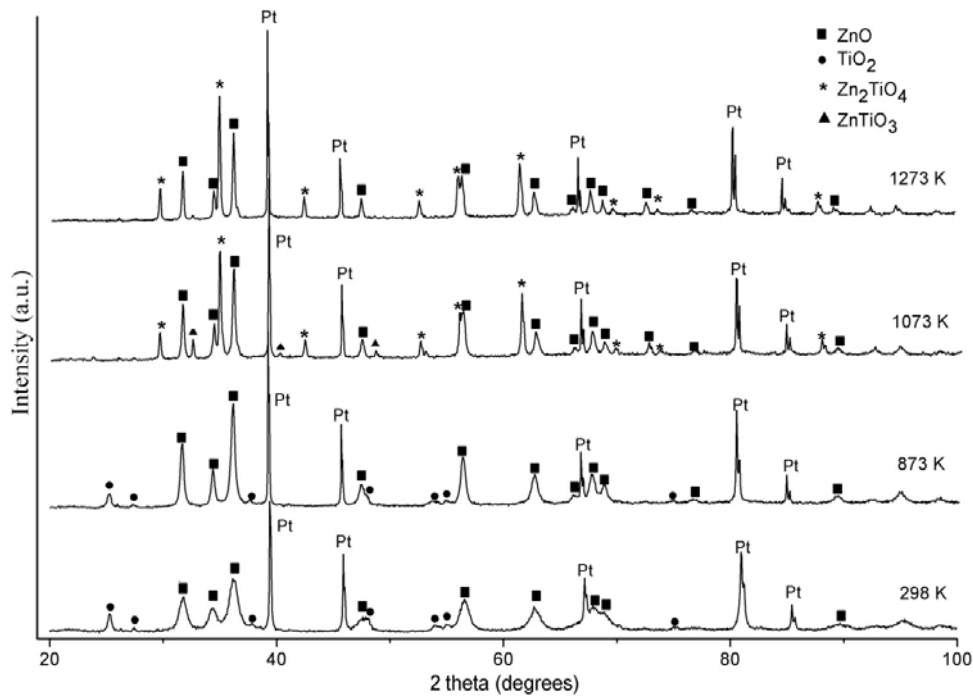 Pt
■ ZnO
● TiO2
* Zn2TiO4
▲ ZnTiO3
*
*
Pt
Pt
Pt
Pt
1273 K
Pt
Pt
Pt
Pt
Pt
1073 K
Pt
Pt
Pt
Pt
Pt
873 K
Pt
Pt
Pt
Pt
Pt
298 K
Intensity (a.u.)
20
40
60
80
100
2 theta (degrees)